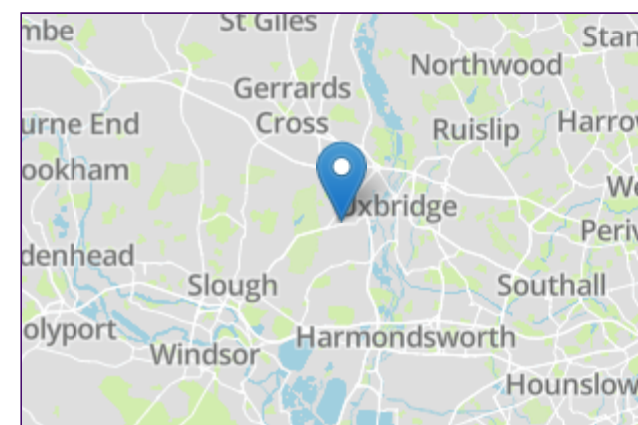 mbe
St Giles
Stan
Northwood
Gerrards
Cross
urne End
Ruislip
Harrow
ookham
We
Uxbridge
Periv
denhead
Slough
Southall
olyport
Harmondsworth
Windsor
Hounslow